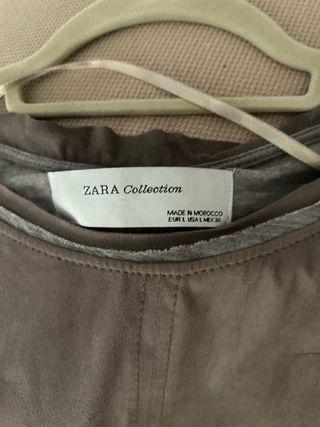 ZARA Collection
MADE IN MOROCCO
EUR L USA L MEX 30